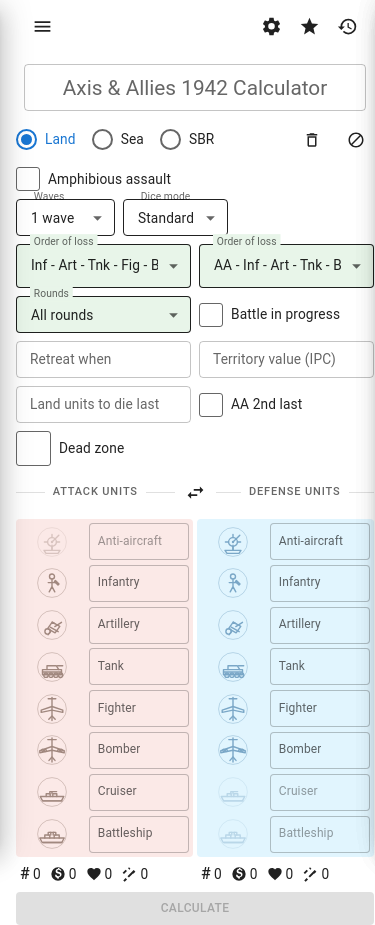 Axis & Allies 1942 Calculator
Land Sea SBR
Amphibious assault
Waves Dice mode
1 wave Standard
Order of loss Order of loss
Inf - Art - Tnk - Fig - B AA - Inf - Art - Tnk - B
Rounds
All rounds Battle in progress
Retreat when Territory value (IPC)
Land units to die last AA 2nd last
Dead zone
ATTACK UNITS DEFENSE UNITS
Anti-aircraft Anti-aircraft
Infantry Infantry
Artillery Artillery
Tank Tank
Fighter Fighter
Bomber Bomber
Cruiser Cruiser
Battleship Battleship
# 0 $ 0 0 0 # 0 $ 0 0 0
CALCULATE